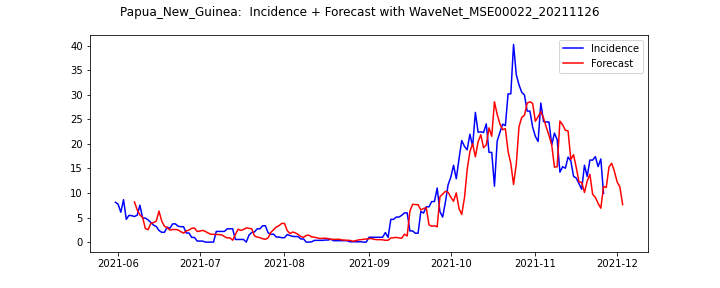 Papua_New_Guinea:  Incidence + Forecast with WaveNet_MSE00022_20211126
Incidence
Forecast
40
35
30
25
20
15
10
5
0
2021-06 2021-07 2021-08 2021-09 2021-10 2021-11 2021-12